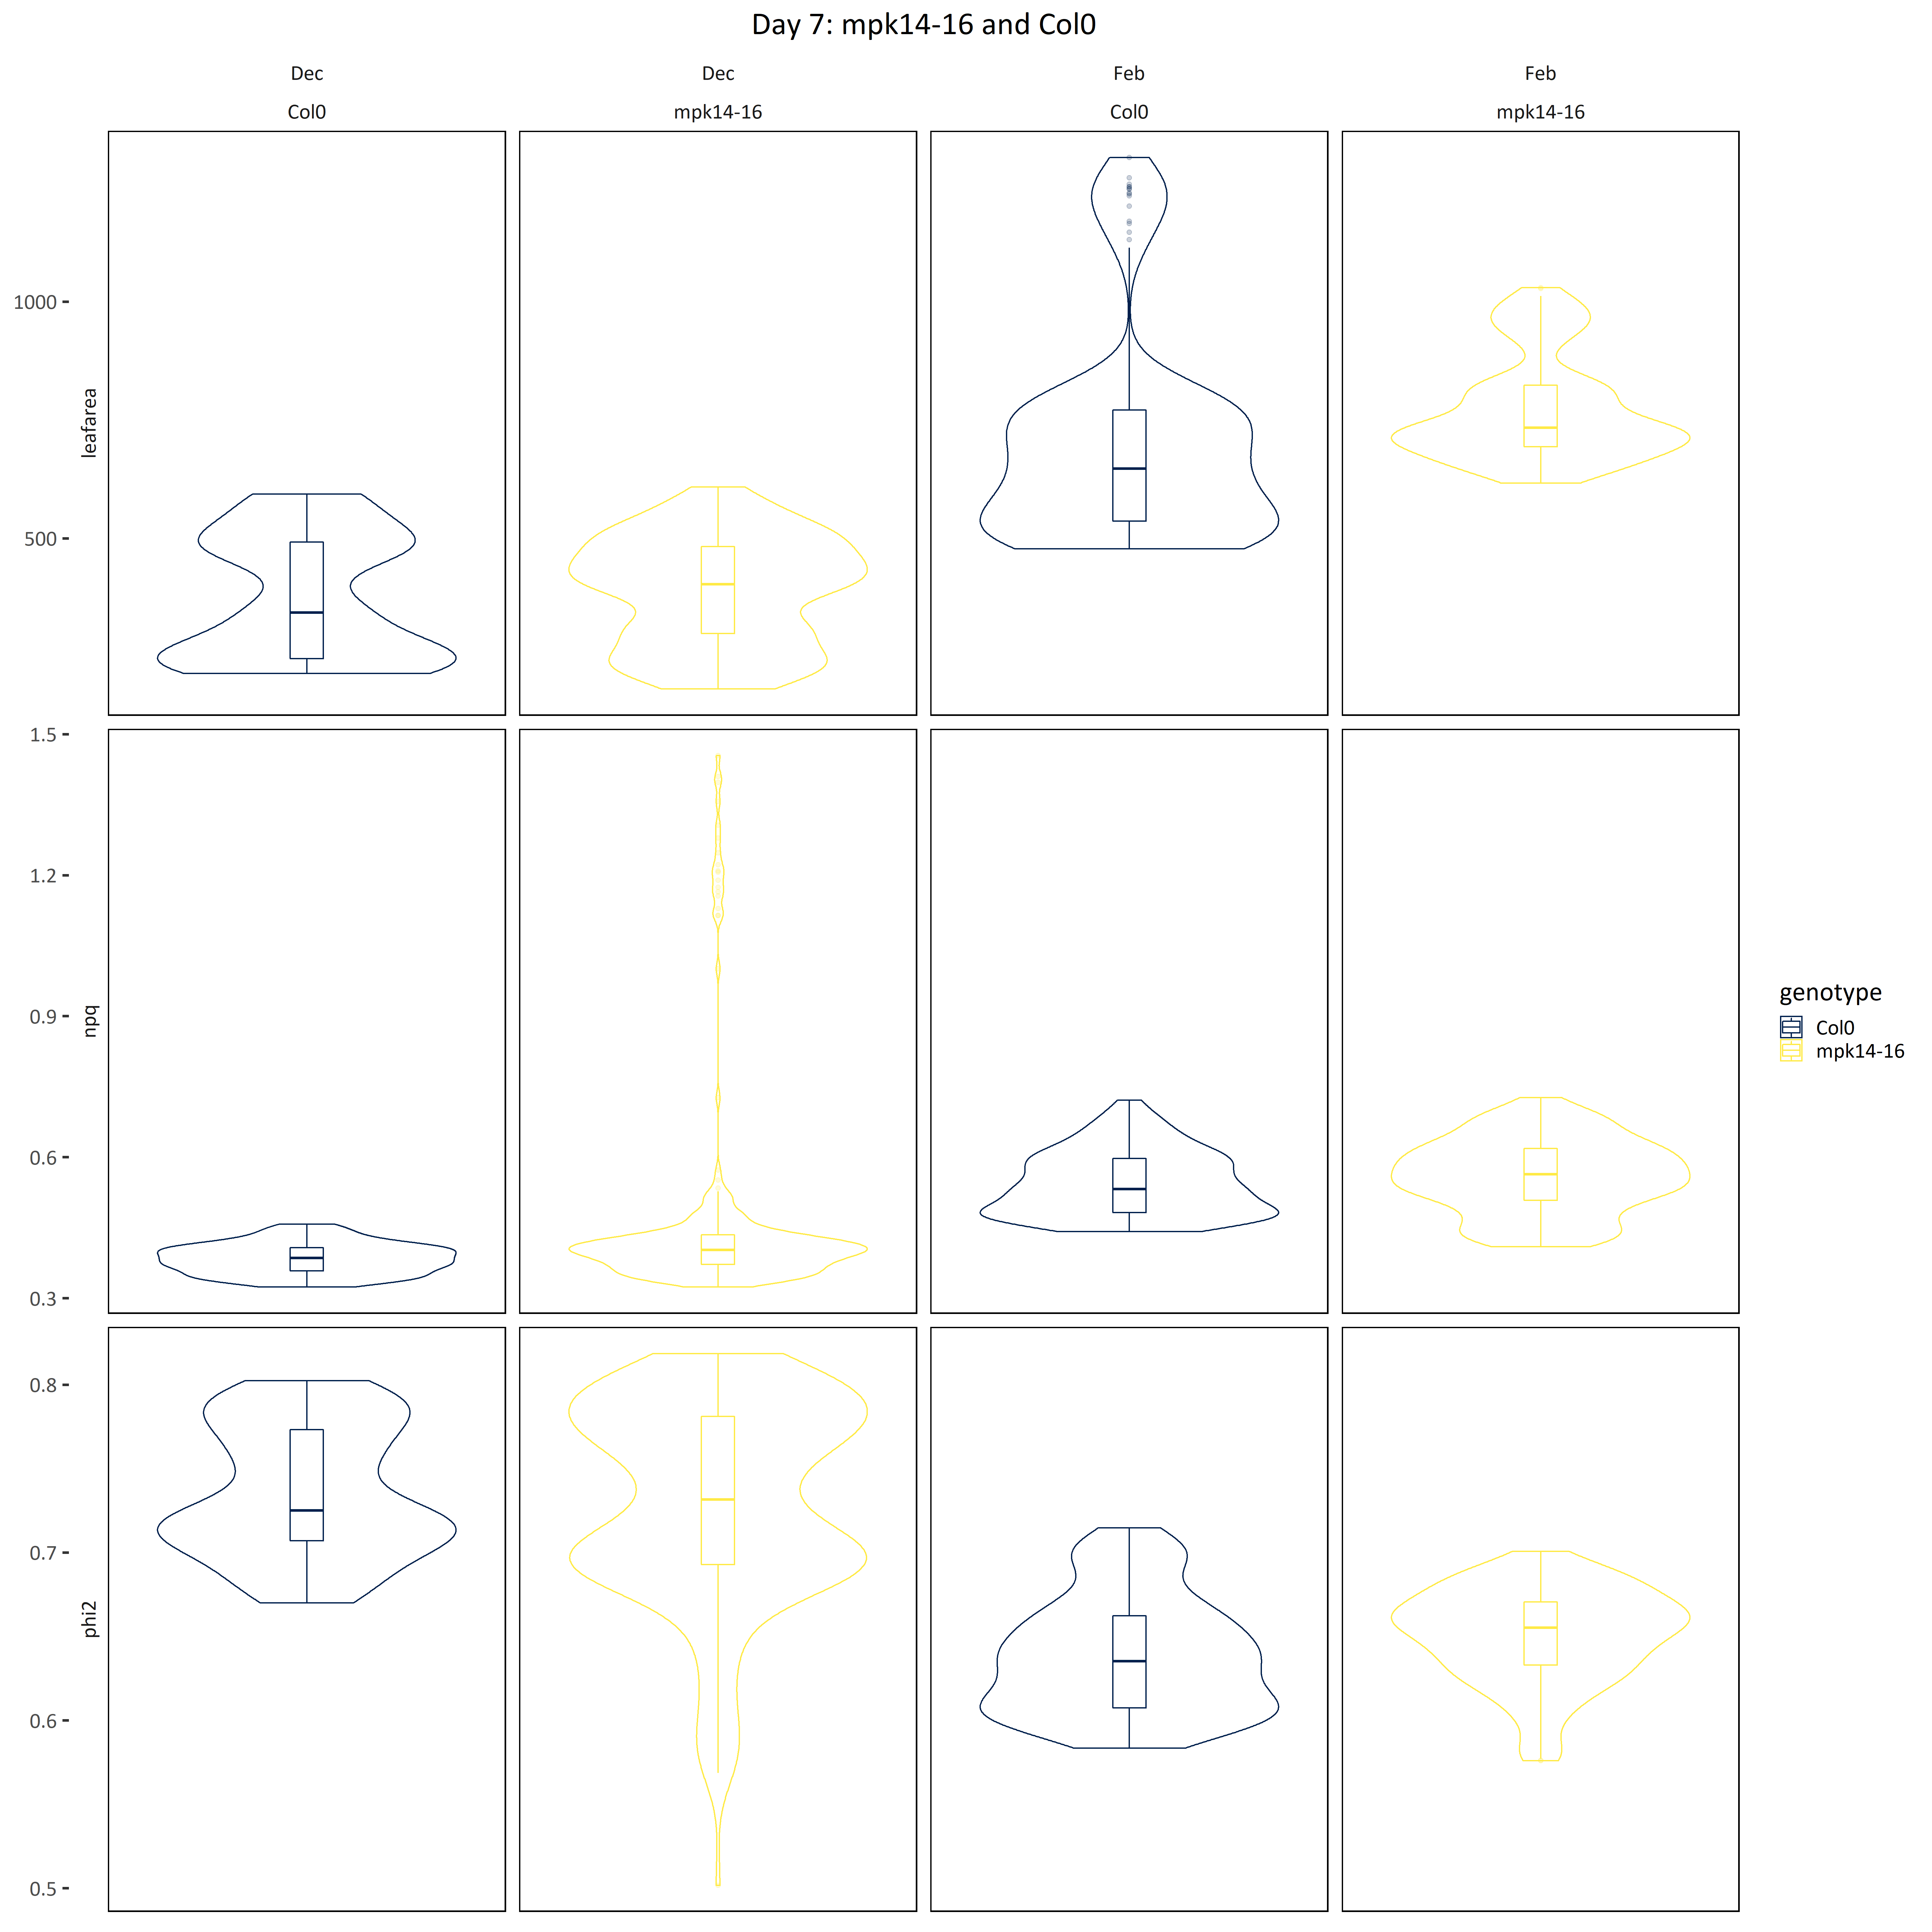 Day 7: mpk14-16 and Col0
Dec
Dec
Feb
Feb
Col0
mpk14-16
Col0
mpk14-16
leafarea
1000
500
npq
1.5
1.2
0.9
0.6
0.3
phi2
0.8
0.7
0.6
0.5
genotype
Col0
mpk14-16